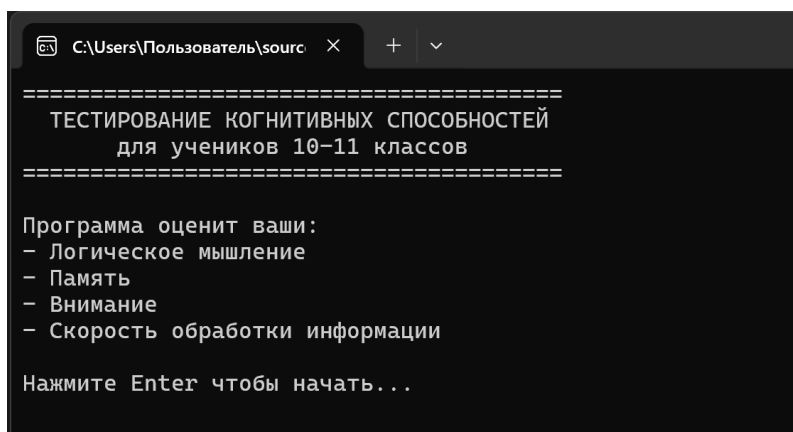 C:\Users\Пользователь\sourc
========================================
ТЕСТИРОВАНИЕ КОГНИТИВНЫХ СПОСОБНОСТЕЙ
для учеников 10-11 классов
========================================
Программа оценит ваши:
- Логическое мышление
- Память
- Внимание
- Скорость обработки информации
Нажмите Enter чтобы начать...